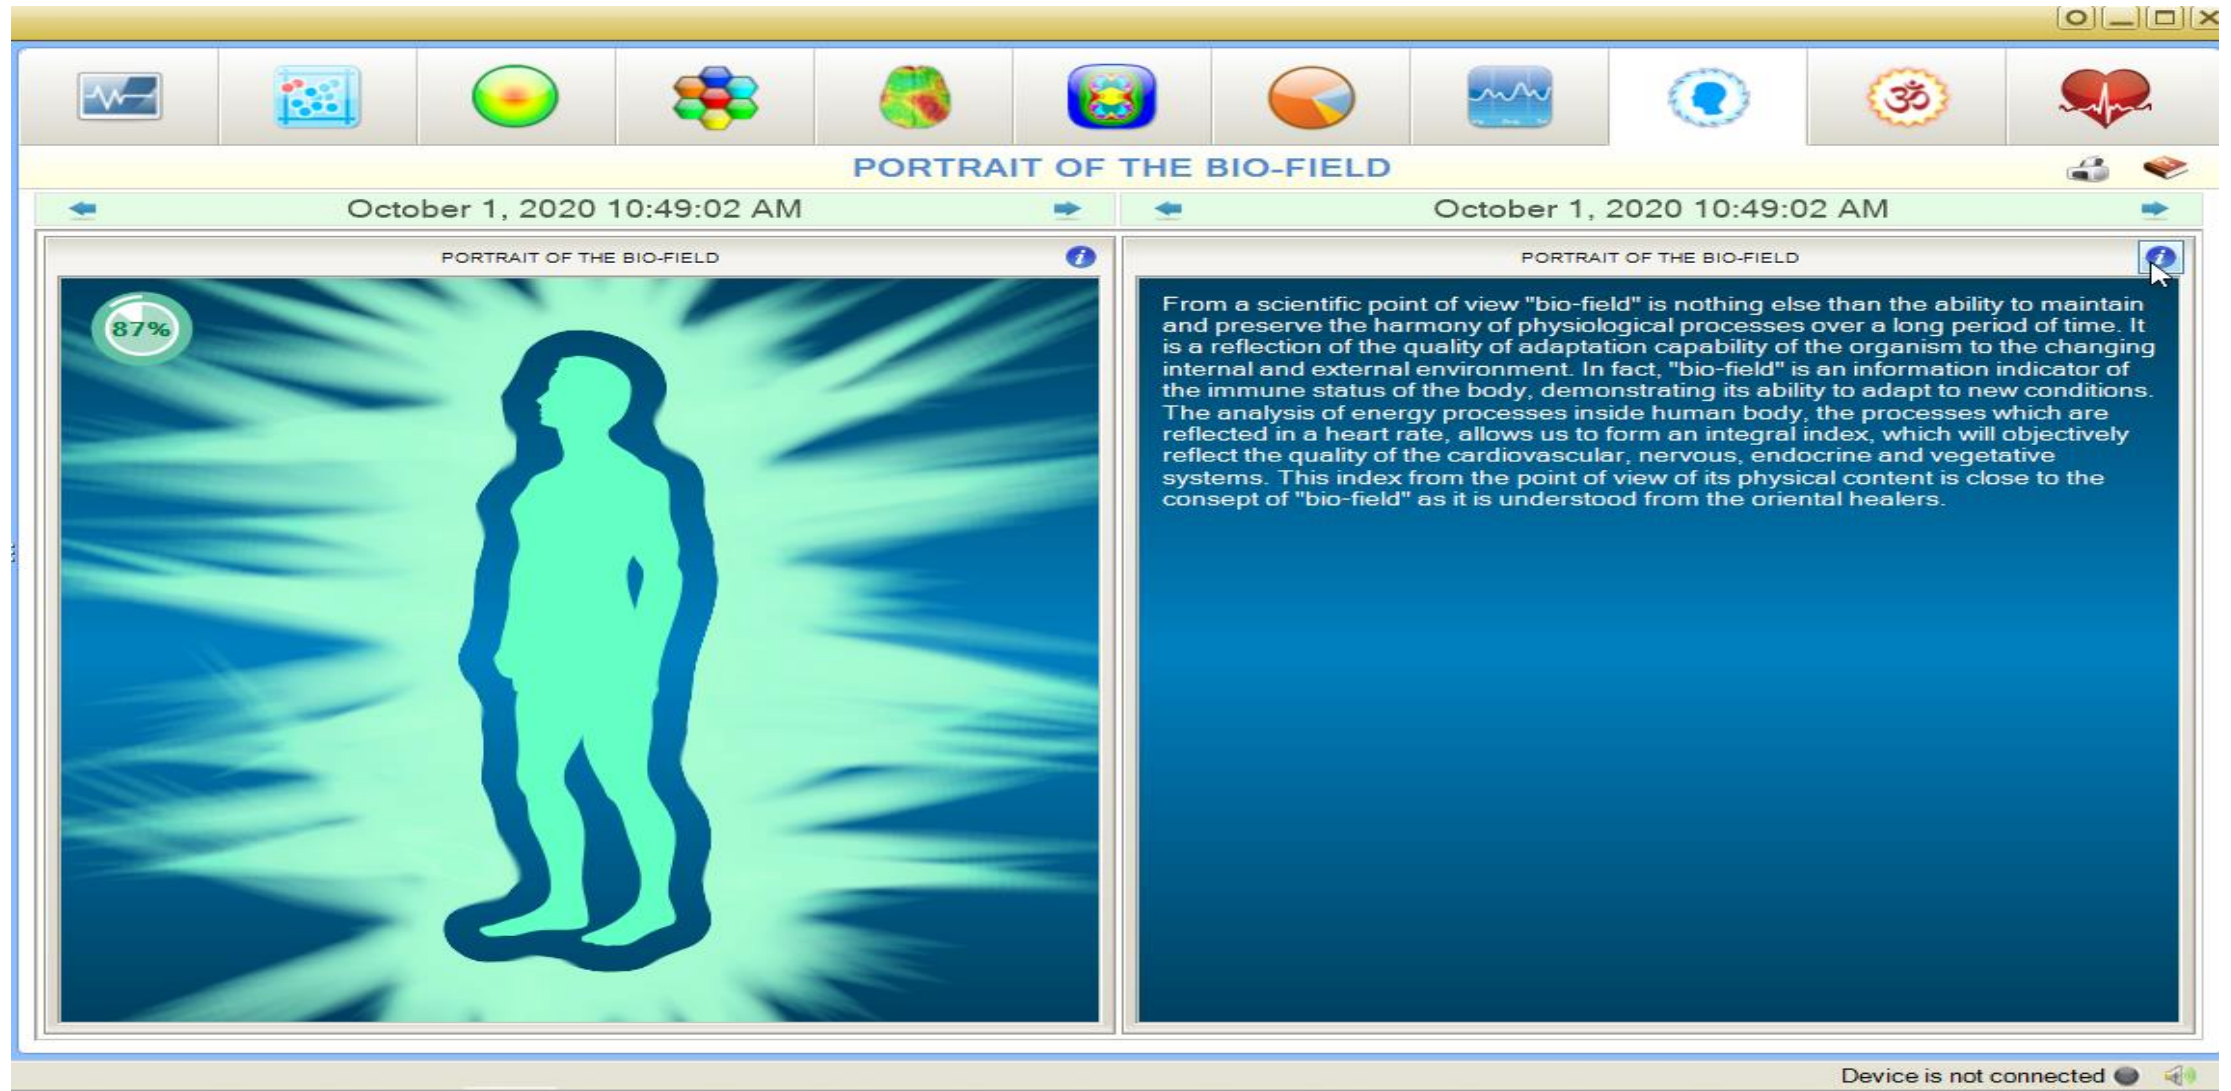 ॐ
PORTRAIT OF THE BIO-FIELD
October 1, 2020 10:49:02 AM
October 1, 2020 10:49:02 AM
PORTRAIT OF THE BIO-FIELD
i
87%
PORTRAIT OF THE BIO-FIELD
i
From a scientific point of view "bio-field" is nothing else than the ability to maintain
and preserve the harmony of physiological processes over a long period of time. It
is a reflection of the quality of adaptation capability of the organism to the changing
internal and external environment. In fact, "bio-field" is an information indicator of
the immune status of the body, demonstrating its ability to adapt to new conditions.
The analysis of energy processes inside human body, the processes which are
reflected in a heart rate, allows us to form an integral index, which will objectively
reflect the quality of the cardiovascular, nervous, endocrine and vegetative
systems. This index from the point of view of its physical content is close to the
consept of "bio-field" as it is understood from the oriental healers.
Device is not connected